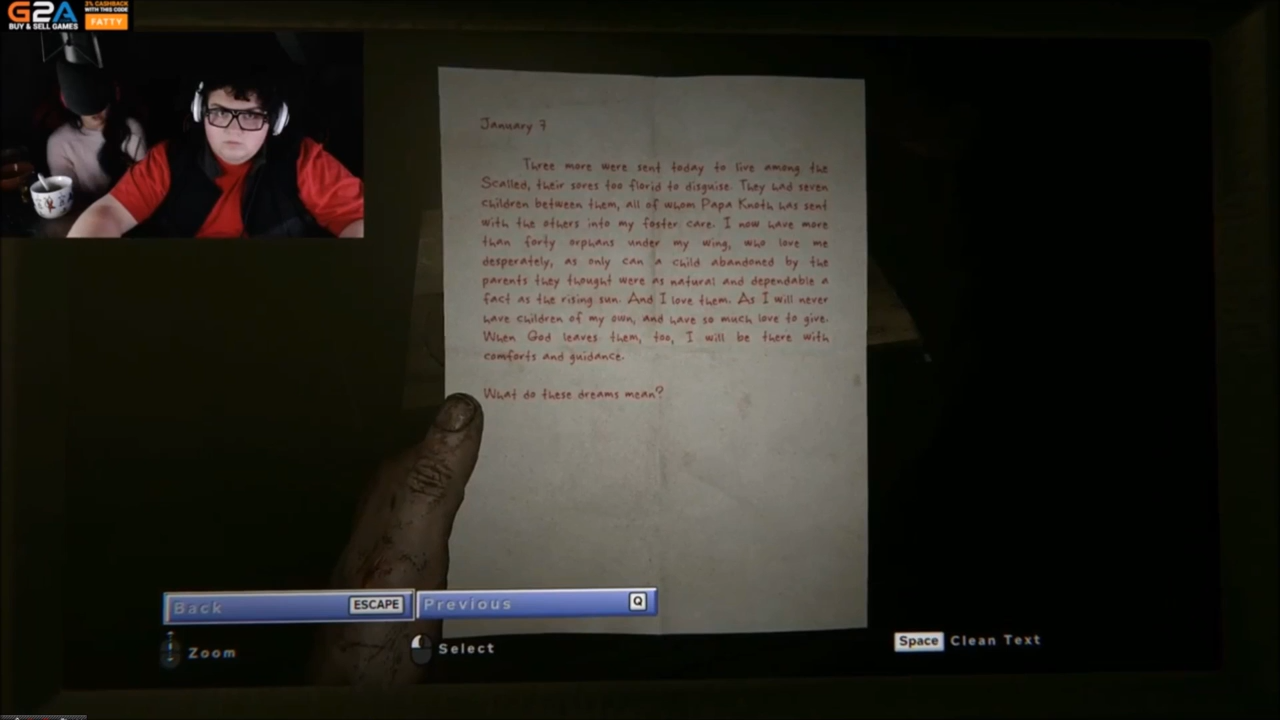 G2A
BUY & SELL GAMES
3% CASHBACK
WITH THIS CODE
FATTY
January 7
Three more were sent today to live among the
Scalled, their sores too florid to disguise. They had seven
children between them, all of whom Papa Knoth has sent
with the others into my foster care. I now have more
than forty orphans under my wing, who love me
desperately, as only can a child abandoned by the
parents they thought were as natural and dependable a
fact as the rising sun. And I love them. As I will never
have children of my own, and have so much love to give.
When God leaves them, too, I will be there with
comforts and guidance.
What do these dreams mean?
Back ESCAPE Previous Q
Zoom Select
Space Clean Text